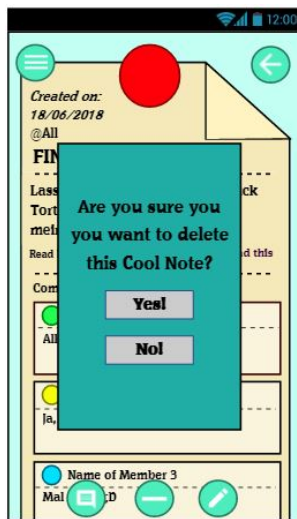 12:00
Created on:
18/06/2018
@All
FIN
Lass ck
Tort
mei
Read d this
Com
Are you sure you
you want to delete
this Cool Note?
Yes!
No!
All
Ja,
Name of Member 3
Mal :D